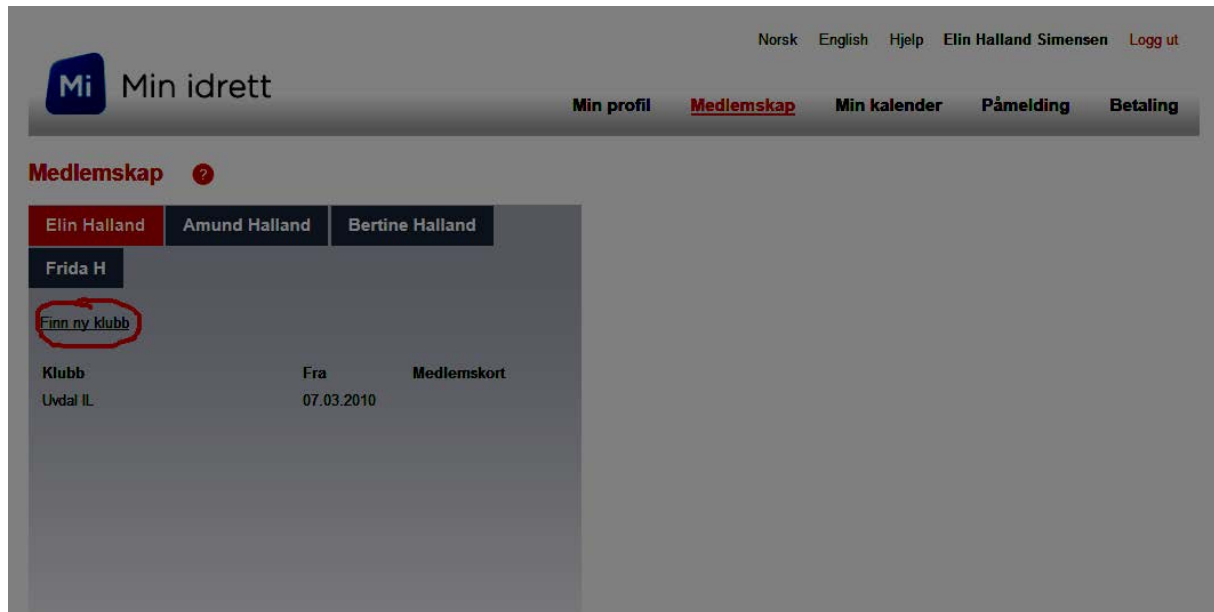 Norsk English Hjelp Elin Halland Simensen Logg ut
Mi Min idrett
Min profil Medlemskap Min kalender Påmelding Betaling
Medlemskap ?
Elin Halland Amund Halland Bertine Halland
Frida H
Finn ny klubb
Klubb Fra Medlemskort
Uvdal IL 07.03.2010